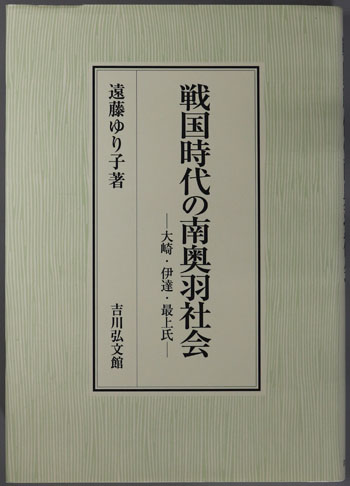 戦国時代の南奥羽社会
―大崎・伊達・最上氏―
遠藤ゆり子著
吉川弘文館